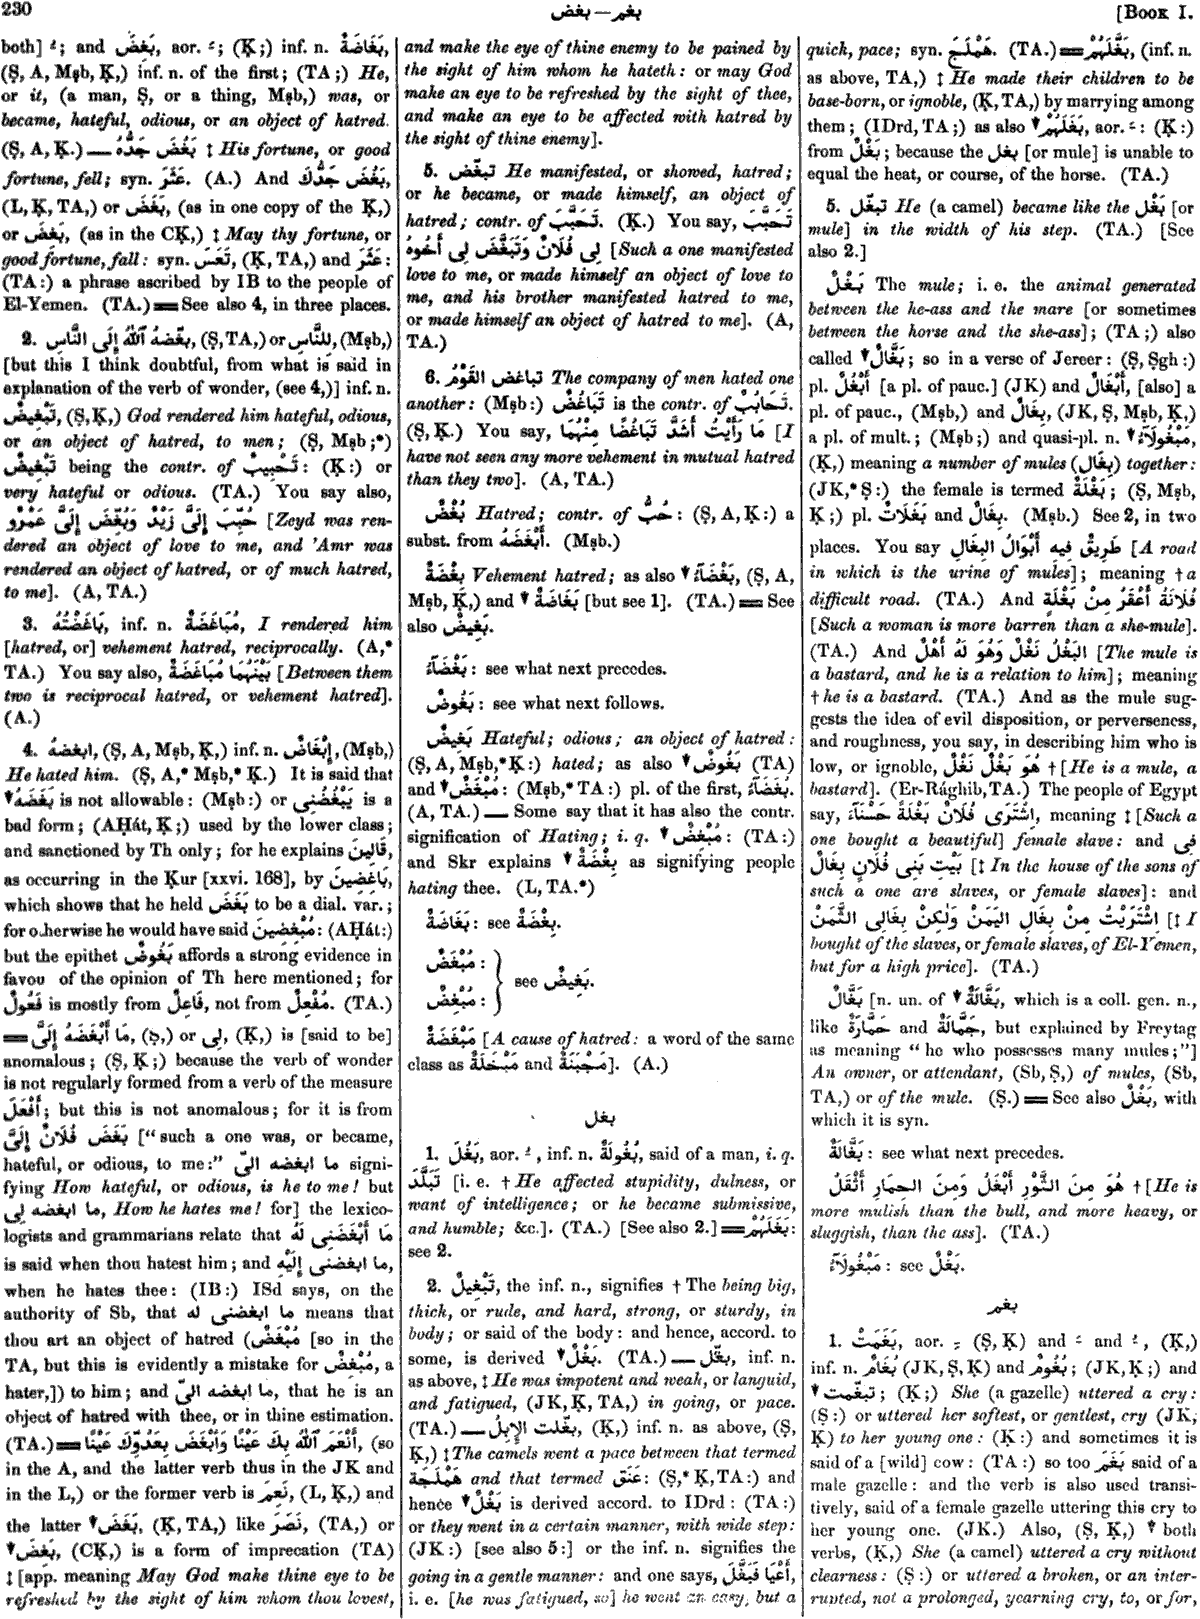 230
بغض — بغم
[Book I.
both] ; and بَغِضَ, aor. ; (Ḳ;) inf. n. بَغَاضَةٌ
(Ṣ, A, Mṣb, Ḳ,) inf. n. of the first; (TA;) He,
or it, (a man, Ṣ, or a thing, Mṣb,) was, or
became, hateful, odious, or an object of hatred.
(Ṣ, A, Ḳ.) — بَغُضَ جَدُّهُ ‡ His fortune, or good
fortune, fell; syn. عَثَرَ. (A.) And بَغُضَ جَدُّكَ,
(L, Ḳ, TA,) or بَغَضَ, (as in one copy of the Ḳ,)
or بَغِضَ, (as in the CḲ,) ‡ May thy fortune, or
good fortune, fall: syn. تَعَسَ, (Ḳ, TA,) and عَثَرَ:
(TA:) a phrase ascribed by IB to the people of
El-Yemen. (TA.) = See also 4, in three places.
2. بغّضهُ ٱللّٰهُ إِلَى النَّاسِ, (Ṣ, TA,) or لِلنَّاسِ, (Mṣb,)
[but this I think doubtful, from what is said in
explanation of the verb of wonder, (see 4,)] inf. n.
تَبْغِيضٌ, (Ṣ, Ḳ,) God rendered him hateful, odious,
or an object of hatred, to men; (Ṣ, Mṣb;*)
تَبْغِيضٌ being the contr. of تَحْبِيبٌ: (Ḳ:) or
very hateful or odious. (TA.) You say also,
حُبِّبَ إِلَىَّ زَيْدٌ وَبُغِّضَ إِلَىَّ عَمْرٌو [Zeyd was ren-
dered an object of love to me, and 'Amr was
rendered an object of hatred, or of much hatred,
to me]. (A, TA.)
3. بَاغَضْتُهُ, inf. n. مُبَاغَضَةٌ, I rendered him
[hatred, or] vehement hatred, reciprocally. (A,*
TA.) You say also, بَيْنَهُمَا مُبَاغَضَةٌ [Between them
two is reciprocal hatred, or vehement hatred].
(A.)
4. ابغضهُ, (Ṣ, A, Mṣb, Ḳ,) inf. n. إِبْغَاضٌ, (Mṣb,)
He hated him. (Ṣ, A,* Mṣb,* Ḳ.) It is said that
بَغَضَهُ is not allowable: (Mṣb:) or يَبْغُضُنِى is a
bad form; (AḤát, Ḳ;) used by the lower class;
and sanctioned by Th only; for he explains قَالِينَ,
as occurring in the Ḳur [xxvi. 168], by بَاغِضِينَ,
which shows that he held بَغَضَ to be a dial. var.;
for otherwise he would have said مُبْغِضِينَ: (AḤát:)
but the epithet بَغُوضٌ affords a strong evidence in
favou of the opinion of Th here mentioned; for
فَعُولٌ is mostly from فَاعِلٌ, not from مُفْعِلٌ. (TA.)
= مَا أَبْغَضَهُ إِلَىَّ, (Ṣ,) or لِى, (Ḳ,) is [said to be]
anomalous; (Ṣ, Ḳ;) because the verb of wonder
is not regularly formed from a verb of the measure
أَفْعَلَ; but this is not anomalous; for it is from
بَغُضَ فُلَانٌ إِلَىَّ ["such a one was, or became,
hateful, or odious, to me:" ما ابغضه الىّ signi-
fying How hateful, or odious, is he to me! but
ما ابغضه لِى, How he hates me! for] the lexico-
logists and grammarians relate that مَا أَبْغَضَنِى لَهُ
is said when thou hatest him; and ما ابغضنى إِلَيْهِ,
when he hates thee: (IB:) ISd says, on the
authority of Sb, that ما ابغضنى له means that
thou art an object of hatred (مُبْغَضٌ [so in the
TA, but this is evidently a mistake for مُبْغِضٌ, a
hater,]) to him; and ما ابغضه الىّ, that he is an
object of hatred with thee, or in thine estimation.
(TA.) = أَنْعَمَ ٱللّٰهُ بِكَ عَيْنًا وَأَبْغَضَ بِعَدُوِّكَ عَيْنًا, (so
in the A, and the latter verb thus in the JK and
in the L,) or the former verb is نَعِمَ, (L, Ḳ,) and
the latter بَغَضَ, (Ḳ, TA,) like نَصَرَ, (TA,) or
بَغِضَ, (CḲ,) is a form of imprecation (TA)
‡ [app. meaning May God make thine eye to be
refreshed by the sight of him whom thou lovest,
and make the eye of thine enemy to be pained by
the sight of him whom he hateth: or may God
make an eye to be refreshed by the sight of thee,
and make an eye to be affected with hatred by
the sight of thine enemy].
5. تبغّض He manifested, or showed, hatred;
or he became, or made himself, an object of
hatred; contr. of تَحَبَّبَ. (Ḳ.) You say, تَحَبَّبَ
لِى فُلَانٌ وَتَبَغَّضَ لِى أَخُوهُ [Such a one manifested
love to me, or made himself an object of love to
me, and his brother manifested hatred to me,
or made himself an object of hatred to me]. (A,
TA.)
6. تباغض القَوْمُ The company of men hated one
another: (Mṣb:) تَبَاغُضٌ is the contr. of تَحَابُبٌ.
(Ṣ, Ḳ.) You say, مَا رَأَيْتُ أَشَدَّ تَبَاغُضًا مِنْهُمَا [I
have not seen any more vehement in mutual hatred
than they two]. (A, TA.)
بُغْضٌ Hatred; contr. of حُبٌّ: (Ṣ, A, Ḳ:) a
subst. from أَبْغَضَهُ. (Mṣb.)
بِغْضَةٌ Vehement hatred; as also بَغْضَآءُ, (Ṣ, A,
Mṣb, Ḳ,) and بَغَاضَةٌ [but see 1]. (TA.) = See
also بَغِيضٌ.
بَغْضَآءُ: see what next precedes.
بَغُوضٌ: see what next follows.
بَغِيضٌ Hateful; odious; an object of hatred:
(Ṣ, A, Mṣb,* Ḳ:) hated; as also بَغُوضٌ (TA)
and مُبْغَضٌ: (Mṣb,* TA:) pl. of the first, بُغَضَآءُ.
(A, TA.) — Some say that it has also the contr.
signification of Hating; i. q. مُبْغِضٌ: (TA:)
and Skr explains بِغْضَةٌ as signifying people
hating thee. (L, TA.*)
بَغَاضَةٌ: see بِغْضَةٌ.
مُبْغَضٌ:
see بَغِيضٌ.
مُبْغِضٌ:
مَبْغَضَةٌ [A cause of hatred: a word of the same
class as مَبْخَلَةٌ and مَجْبَنَةٌ]. (A.)
بغل
1. بَغُلَ, aor. , inf. n. بُغُولَةٌ, said of a man, i. q.
تَبَلَّدَ [i. e. † He affected stupidity, dulness, or
want of intelligence; or he became submissive,
and humble; &c.]. (TA.) [See also 2.] = بَغَلَهُمْ:
see 2.
2. تَبْغِيلٌ, the inf. n., signifies † The being big,
thick, or rude, and hard, strong, or sturdy, in
body; or said of the body: and hence, accord. to
some, is derived بَغْلٌ. (TA.) — بغّل, inf. n.
as above, ‡ He was impotent and weak, or languid,
and fatigued, (JK, Ḳ, TA,) in going, or pace.
(TA.) — بغّلت الإِبِلُ, (Ḳ,) inf. n. as above, (Ṣ,
Ḳ,) ‡ The camels went a pace between that termed
هَمْلَجَة and that termed عَنَق: (Ṣ,* Ḳ, TA:) and
hence بَغْلٌ is derived accord. to IDrd: (TA:)
or they went in a certain manner, with wide step:
(JK:) [see also 5:] or the inf. n. signifies the
going in a gentle manner: and one says, أَعْيَا فَبَغَّلَ,
i. e. [he was fatigued, so] he went an easy, but a
quick, pace; syn. هَمْلَجَ. (TA.) = بَغَّلَهُمْ, (inf. n.
as above, TA,) ‡ He made their children to be
base-born, or ignoble, (Ḳ, TA,) by marrying among
them; (IDrd, TA;) as also بَغَلَهُمْ, aor. : (Ḳ:)
from بَغْلٌ; because the بغل [or mule] is unable to
equal the heat, or course, of the horse. (TA.)
5. تبغّل He (a camel) became like the بَغْل [or
mule] in the width of his step. (TA.) [See
also 2.]
بَغْلٌ The mule; i. e. the animal generated
between the he-ass and the mare [or sometimes
between the horse and the she-ass]; (TA;) also
called بَغَّالٌ; so in a verse of Jereer: (Ṣ, Ṣgh:)
pl. أَبْغُلٌ [a pl. of pauc.] (JK) and أَبْغَالٌ, [also] a
pl. of pauc., (Mṣb,) and بِغَالٌ, (JK, Ṣ, Mṣb, Ḳ,)
a pl. of mult.; (Mṣb;) and quasi-pl. n. مَبْغُولَآءُ,
(Ḳ,) meaning a number of mules (بِغَال) together:
(JK,* Ṣ:) the female is termed بَغْلَةٌ; (Ṣ, Mṣb,
Ḳ;) pl. بَغَلَاتٌ and بِغَالٌ. (Mṣb.) See 2, in two
places. You say طَرِيقٌ فِيهِ أَبْوَالُ البِغَالِ [A road
in which is the urine of mules]; meaning † a
difficult road. (TA.) And فُلَانَةُ أَعْقَرُ مِنْ بَغْلَةٍ
[Such a woman is more barren than a she-mule].
(TA.) And البَغْلُ نَغْلٌ وَهُوَ لَهُ أَهْلٌ [The mule is
a bastard, and he is a relation to him]; meaning
† he is a bastard. (TA.) And as the mule sug-
gests the idea of evil disposition, or perverseness,
and roughness, you say, in describing him who is
low, or ignoble, هُوَ بَغْلٌ نَغْلٌ † [He is a mule, a
bastard]. (Er-Rághib, TA.) The people of Egypt
say, اِشْتَرَى فُلَانٌ بَغْلَةً حَسْنَآءَ, meaning ‡ [Such a
one bought a beautiful] female slave: and فِى
بَيْتِ بَنِى فُلَانٍ بِغَالٌ [‡ In the house of the sons of
such a one are slaves, or female slaves]: and
اِشْتَرَيْتُ مِنْ بِغَالِ اليَمَنْ وَلٰكِنْ بِغَالِى الثَّمَنْ [‡ I
bought of the slaves, or female slaves, of El-Yemen,
but for a high price]. (TA.)
بَغَّالٌ [n. un. of بَغَّالَةٌ, which is a coll. gen. n.,
like حَمَّارَةٌ and جَمَّالَةٌ, but explained by Freytag
as meaning "he who possesses many mules;"]
An owner, or attendant, (Sb, Ṣ,) of mules, (Sb,
TA,) or of the mule. (Ṣ.) = See also بَغْلٌ, with
which it is syn.
بَغَّالَةٌ: see what next precedes.
هُوَ مِنَ الثَّوْرِ أَبْغَلُ وَمِنَ الحِمَارِ أَثْقَلُ † [He is
more mulish than the bull, and more heavy, or
sluggish, than the ass]. (TA.)
مَبْغُولَآءُ: see بَغْلٌ.
بغم
1. بَغَمَتْ, aor. (Ṣ, Ḳ) and and , (Ḳ,)
inf. n. بُغَامٌ (JK, Ṣ, Ḳ) and بُغُومٌ; (JK, Ḳ;) and
تبغّمت; (Ḳ;) She (a gazelle) uttered a cry:
(Ṣ:) or uttered her softest, or gentlest, cry (JK,
Ḳ) to her young one: (Ḳ:) and sometimes it is
said of a [wild] cow: (TA:) so too بَغَمَ said of a
male gazelle: and the verb is also used transi-
tively, said of a female gazelle uttering this cry to
her young one. (JK.) Also, (Ṣ, Ḳ,) both
verbs, (Ḳ,) She (a camel) uttered a cry without
clearness: (Ṣ:) or uttered a broken, or an inter-
rupted, not a prolonged, yearning cry, to, or for,